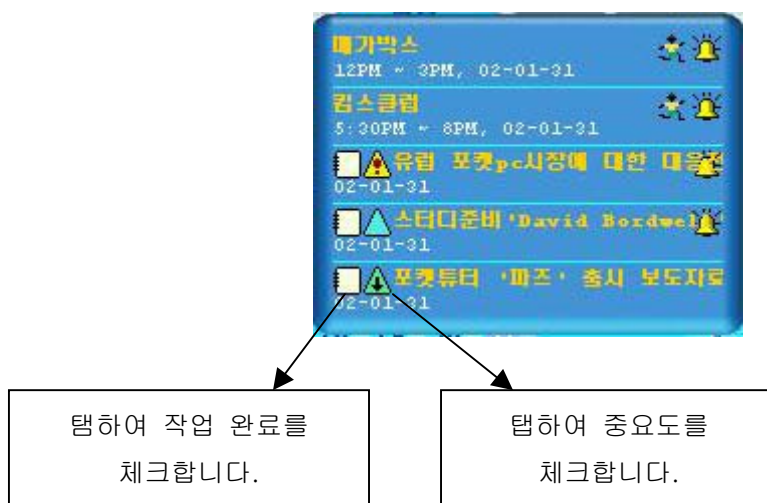 메가박스
12PM ~ 3PM, 02-01-31
킴스클럽
5:30PM ~ 8PM, 02-01-31
유럽 포켓pc시장에 대한 대응
02-01-31
스터디준비 'David Bordwel
02-01-31
포켓튜터 '파즈' 출시 보도자료
02-01-31
탬하여 작업 완료를
체크합니다.
탭하여 중요도를
체크합니다.